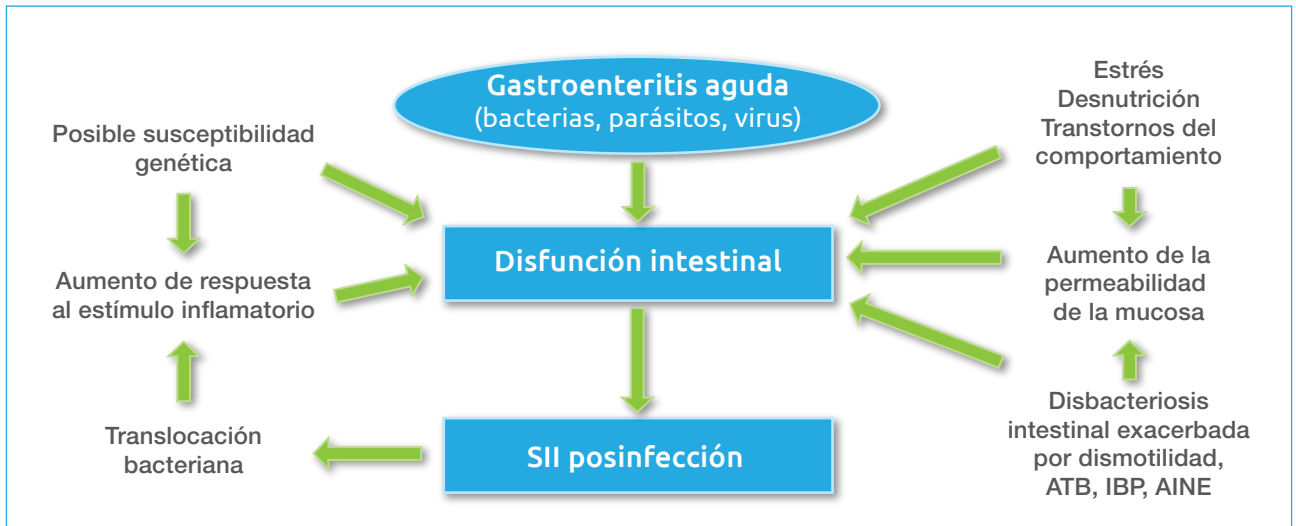 Gastroenteritis aguda
(bacterias, parásitos, virus)
Posible susceptibilidad
genética
Estrés
Desnutrición
Transtornos del
comportamiento
Disfunción intestinal
Aumento de respuesta
al estímulo inflamatorio
Aumento de la
permeabilidad
de la mucosa
Translocación
bacteriana
SII posinfección
Disbacteriosis
intestinal exacerbada
por dismotilidad,
ATB, IBP, AINE